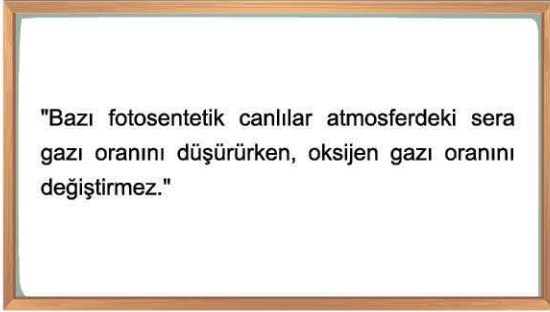 "Bazı fotosentetik canlılar atmosferdeki sera
gazı oranını düşürürken, oksijen gazı oranını
değiştirmez."